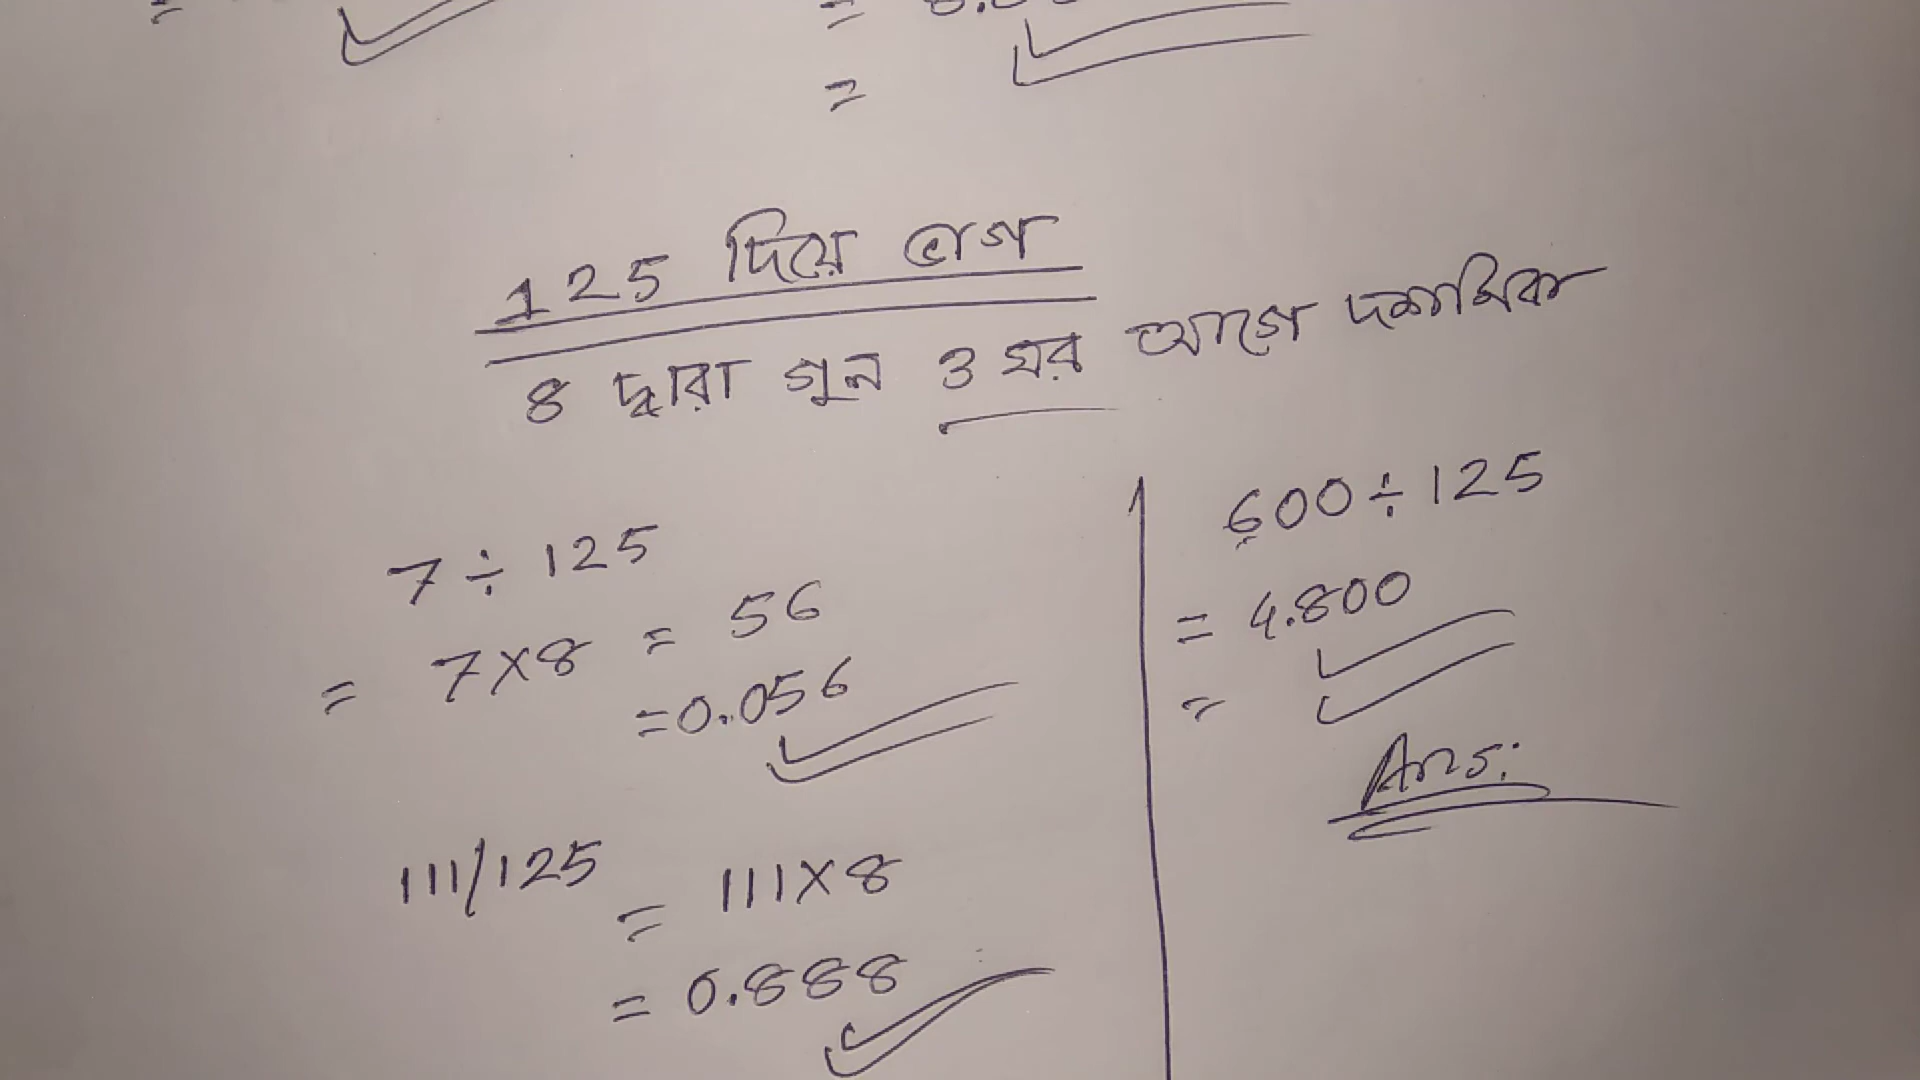 125 দিয়ে ভাগ
8 দ্বারা গুন 3 ঘর আগে দশমিক
7 ÷ 125
= 7×8 = 56
=0.056
111/125 = 111×8
= 0.888
600÷125
= 4.800
=
Ans: